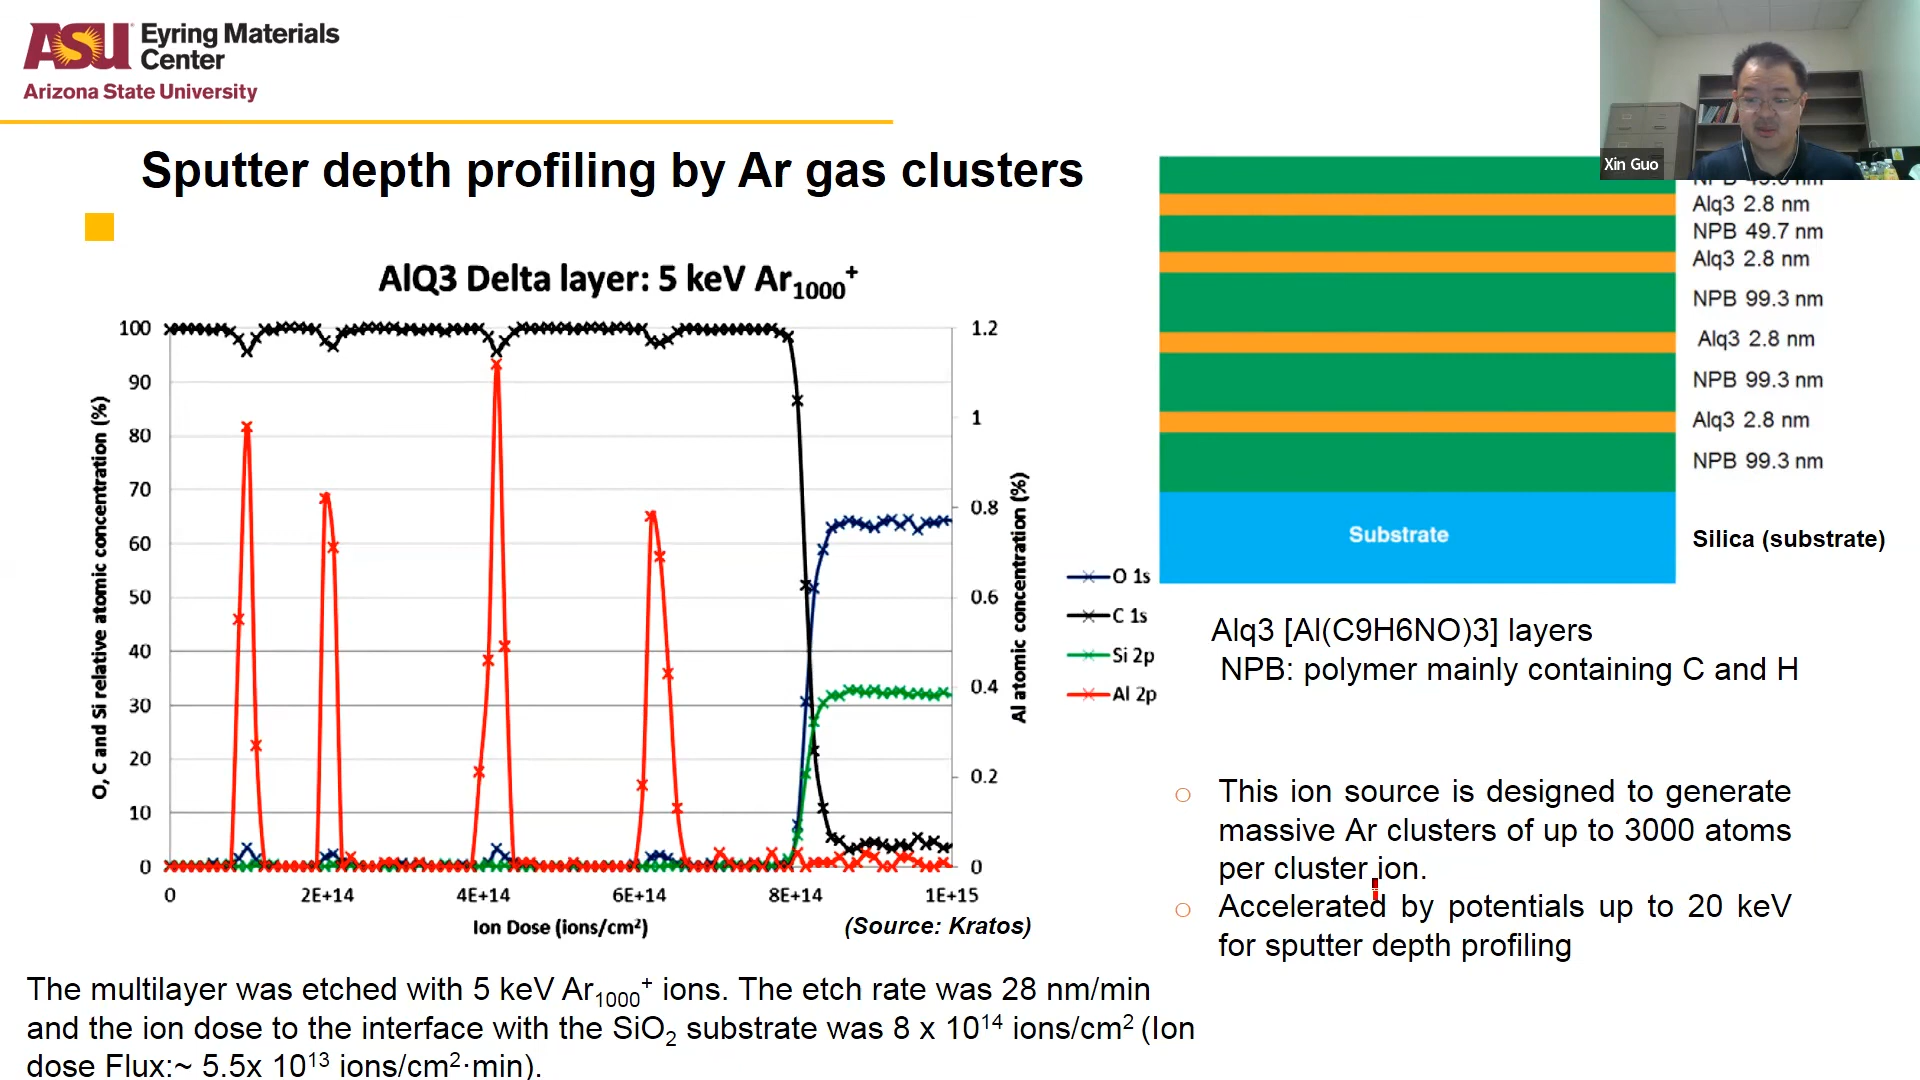 ASU Eyring Materials
Center
Arizona State University
Xin Guo
Sputter depth profiling by Ar gas clusters
AlQ3 Delta layer: 5 keV Ar1000+
O, C and Si relative atomic concentration (%)
100
90
80
70
60
50
40
30
20
10
0
1.2
1
0.8
0.6
0.4
0.2
0
Al atomic concentration (%)
0 2E+14 4E+14 6E+14 8E+14 1E+15
Ion Dose (ions/cm²)
(Source: Kratos)
O 1s
C 1s
Si 2p
Al 2p
Alq3 2.8 nm
NPB 49.7 nm
Alq3 2.8 nm
NPB 99.3 nm
Alq3 2.8 nm
NPB 99.3 nm
Alq3 2.8 nm
NPB 99.3 nm
Substrate
Silica (substrate)
Alq3 [Al(C9H6NO)3] layers
NPB: polymer mainly containing C and H
This ion source is designed to generate
massive Ar clusters of up to 3000 atoms
per cluster ion.
Accelerated by potentials up to 20 keV
for sputter depth profiling
The multilayer was etched with 5 keV Ar1000+ ions. The etch rate was 28 nm/min
and the ion dose to the interface with the SiO2 substrate was 8 x 10¹⁴ ions/cm² (Ion
dose Flux:~ 5.5x 10¹³ ions/cm²·min).